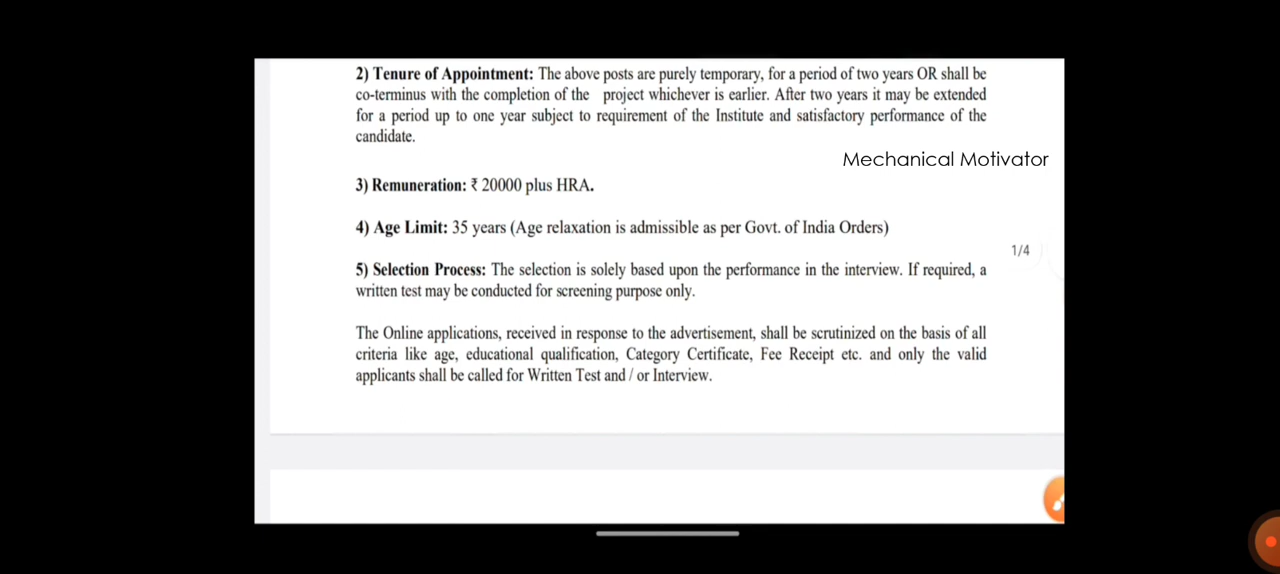 2) Tenure of Appointment: The above posts are purely temporary, for a period of two years OR shall be
co-terminus with the completion of the project whichever is earlier. After two years it may be extended
for a period up to one year subject to requirement of the Institute and satisfactory performance of the
candidate.
Mechanical Motivator
3) Remuneration: ₹ 20000 plus HRA.
4) Age Limit: 35 years (Age relaxation is admissible as per Govt. of India Orders)
1/4
5) Selection Process: The selection is solely based upon the performance in the interview. If required, a
written test may be conducted for screening purpose only.
The Online applications, received in response to the advertisement, shall be scrutinized on the basis of all
criteria like age, educational qualification, Category Certificate, Fee Receipt etc. and only the valid
applicants shall be called for Written Test and / or Interview.